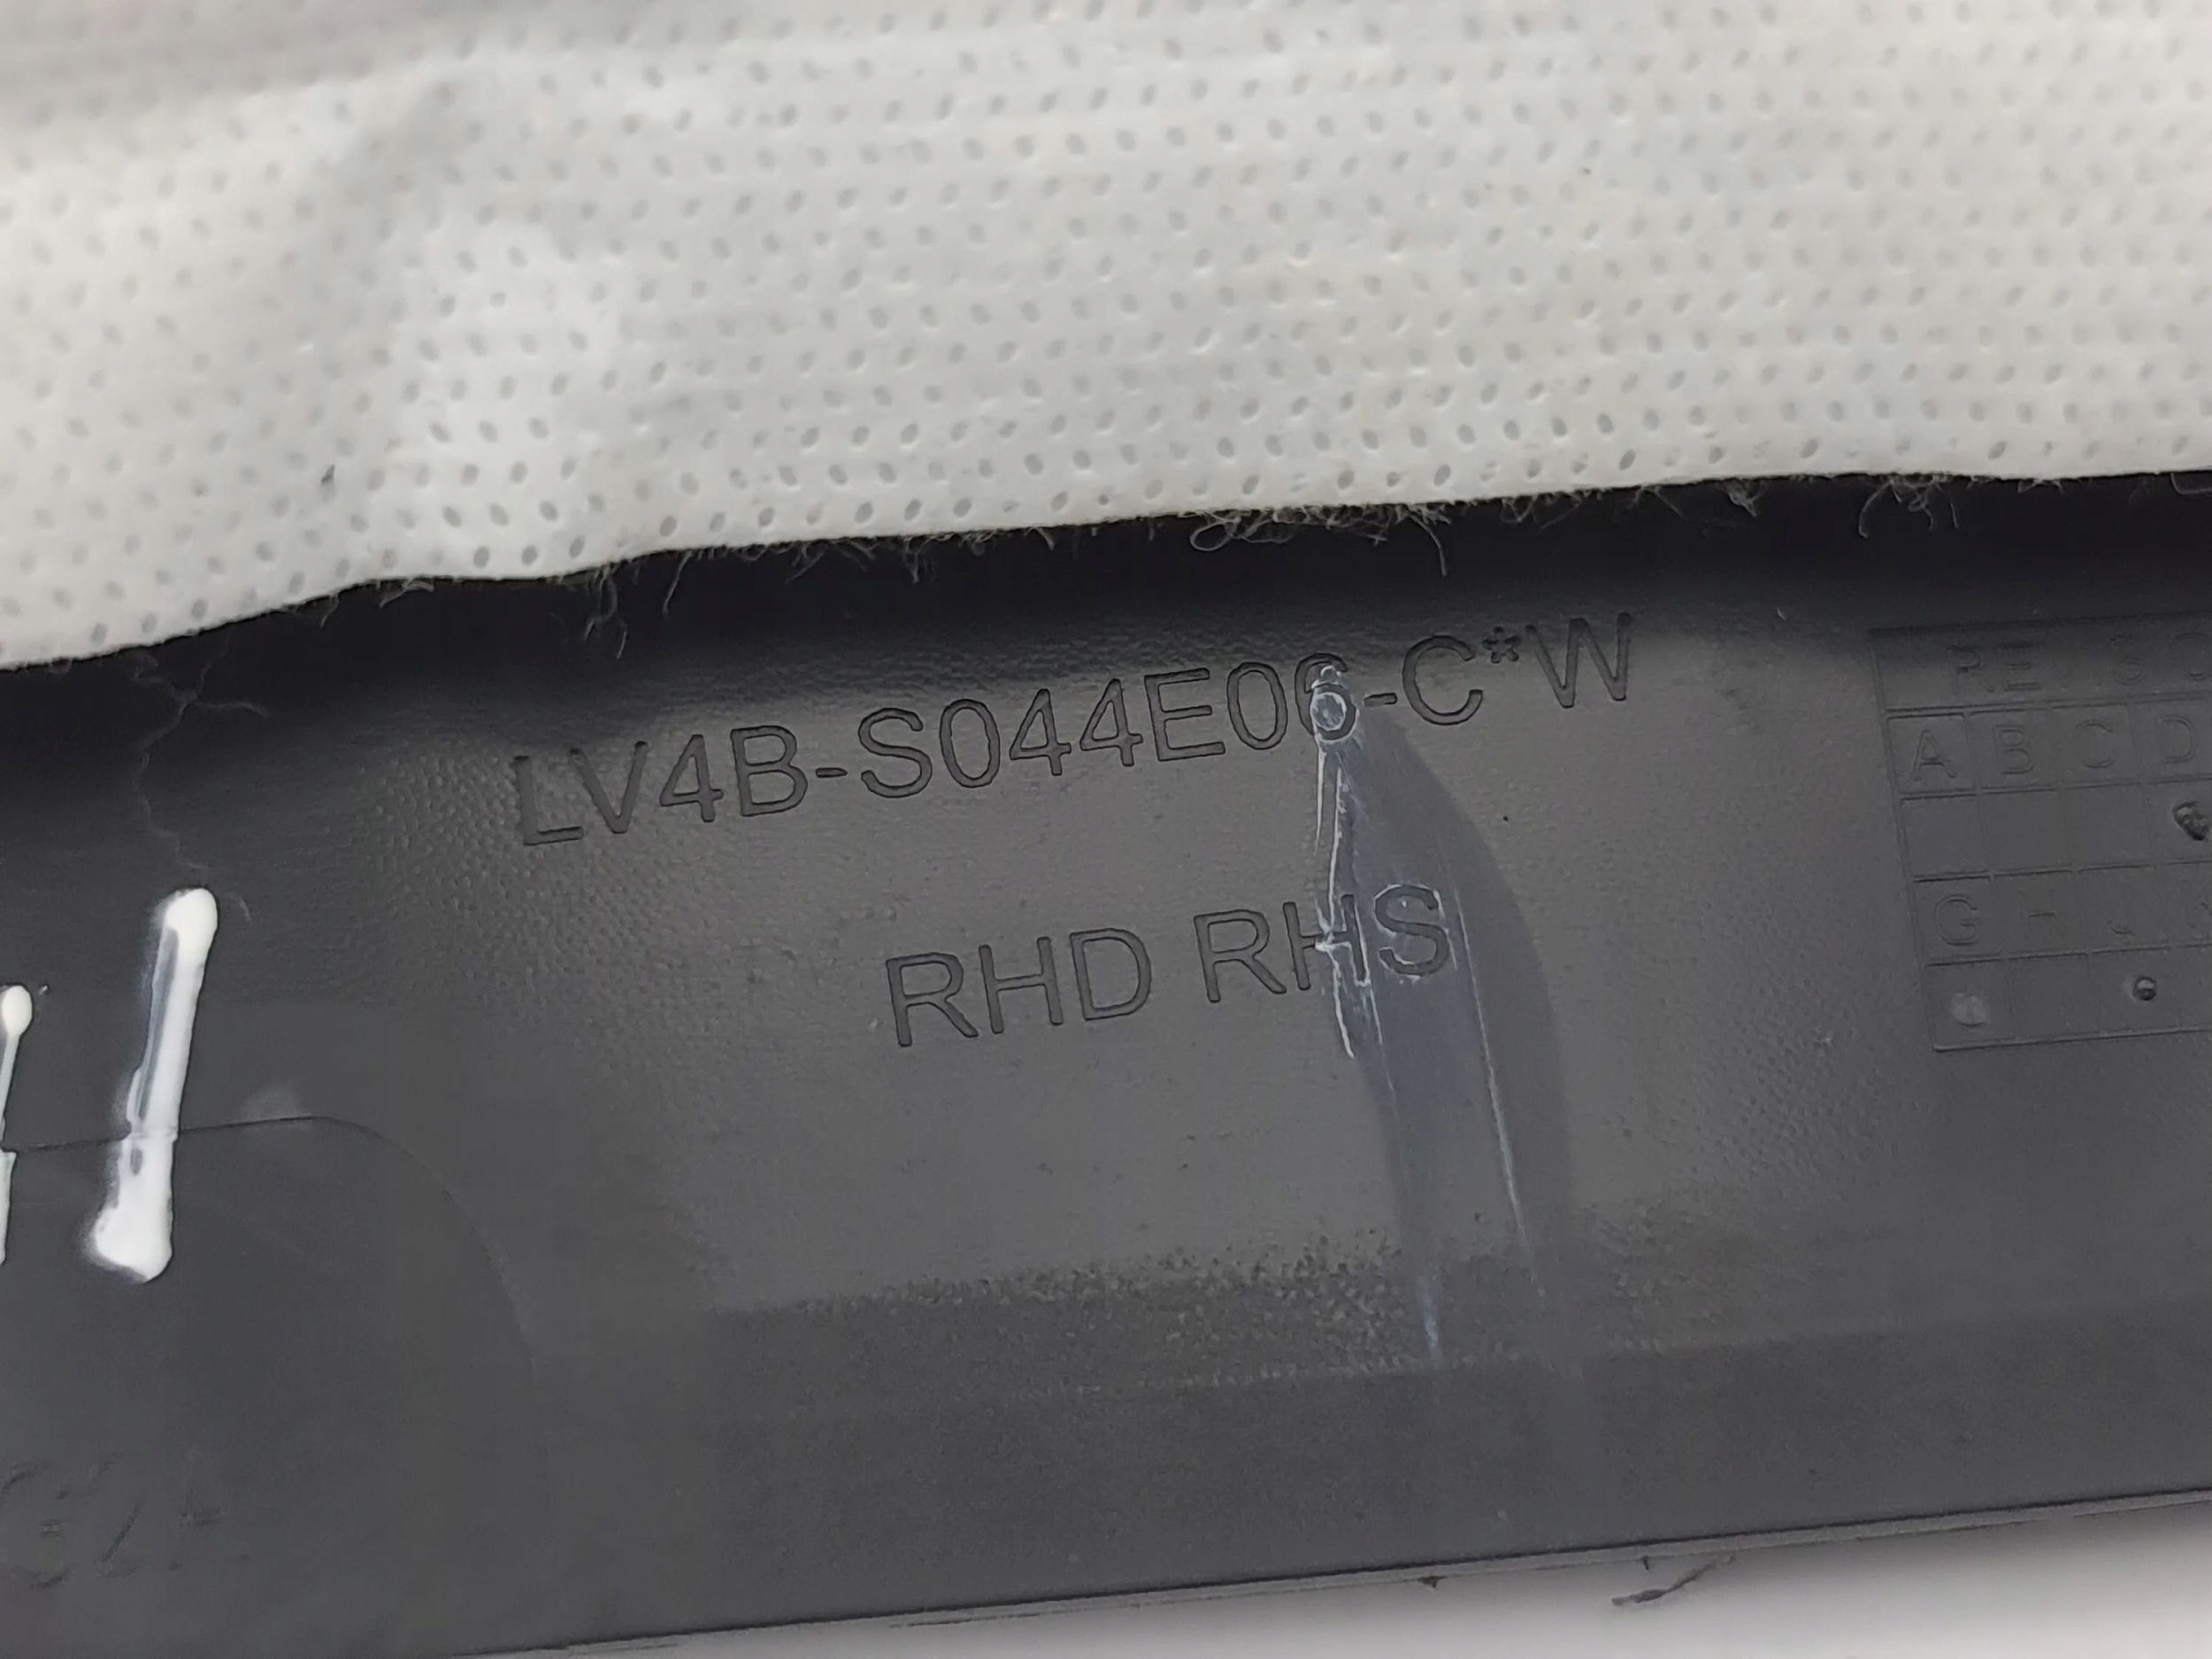 LV4B-S044E06-C*W
RHD RHS
A B C D
G